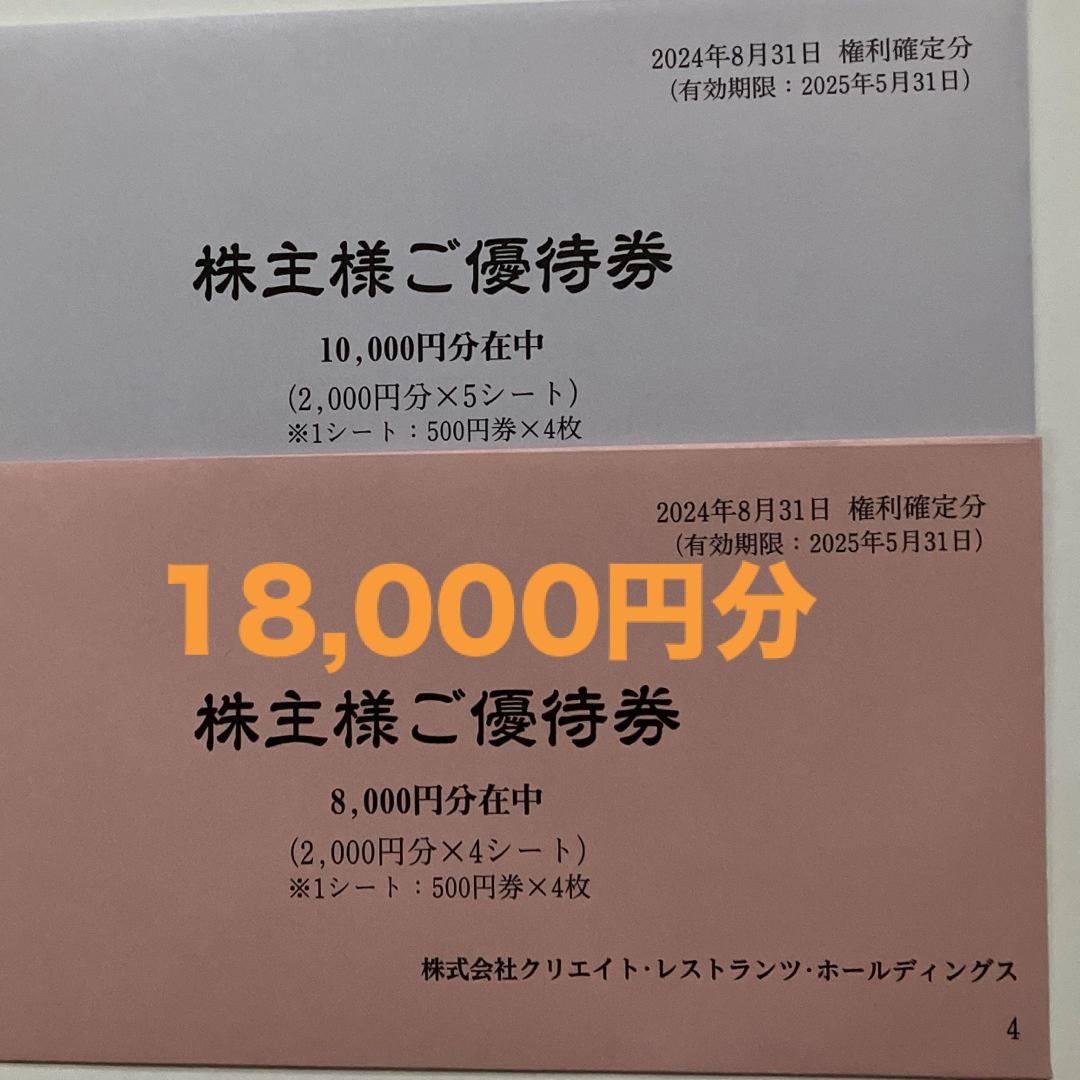 2024年8月31日 権利確定分
(有効期限：2025年5月31日)
株主様ご優待券
10,000円分在中
(2,000円分×5シート)
※1シート：500円券×4枚
2024年8月31日 権利確定分
(有効期限：2025年5月31日)
18,000円分
株主様ご優待券
8,000円分在中
(2,000円分×4シート)
※1シート：500円券×4枚
株式会社クリエイト･レストランツ･ホールディングス
4